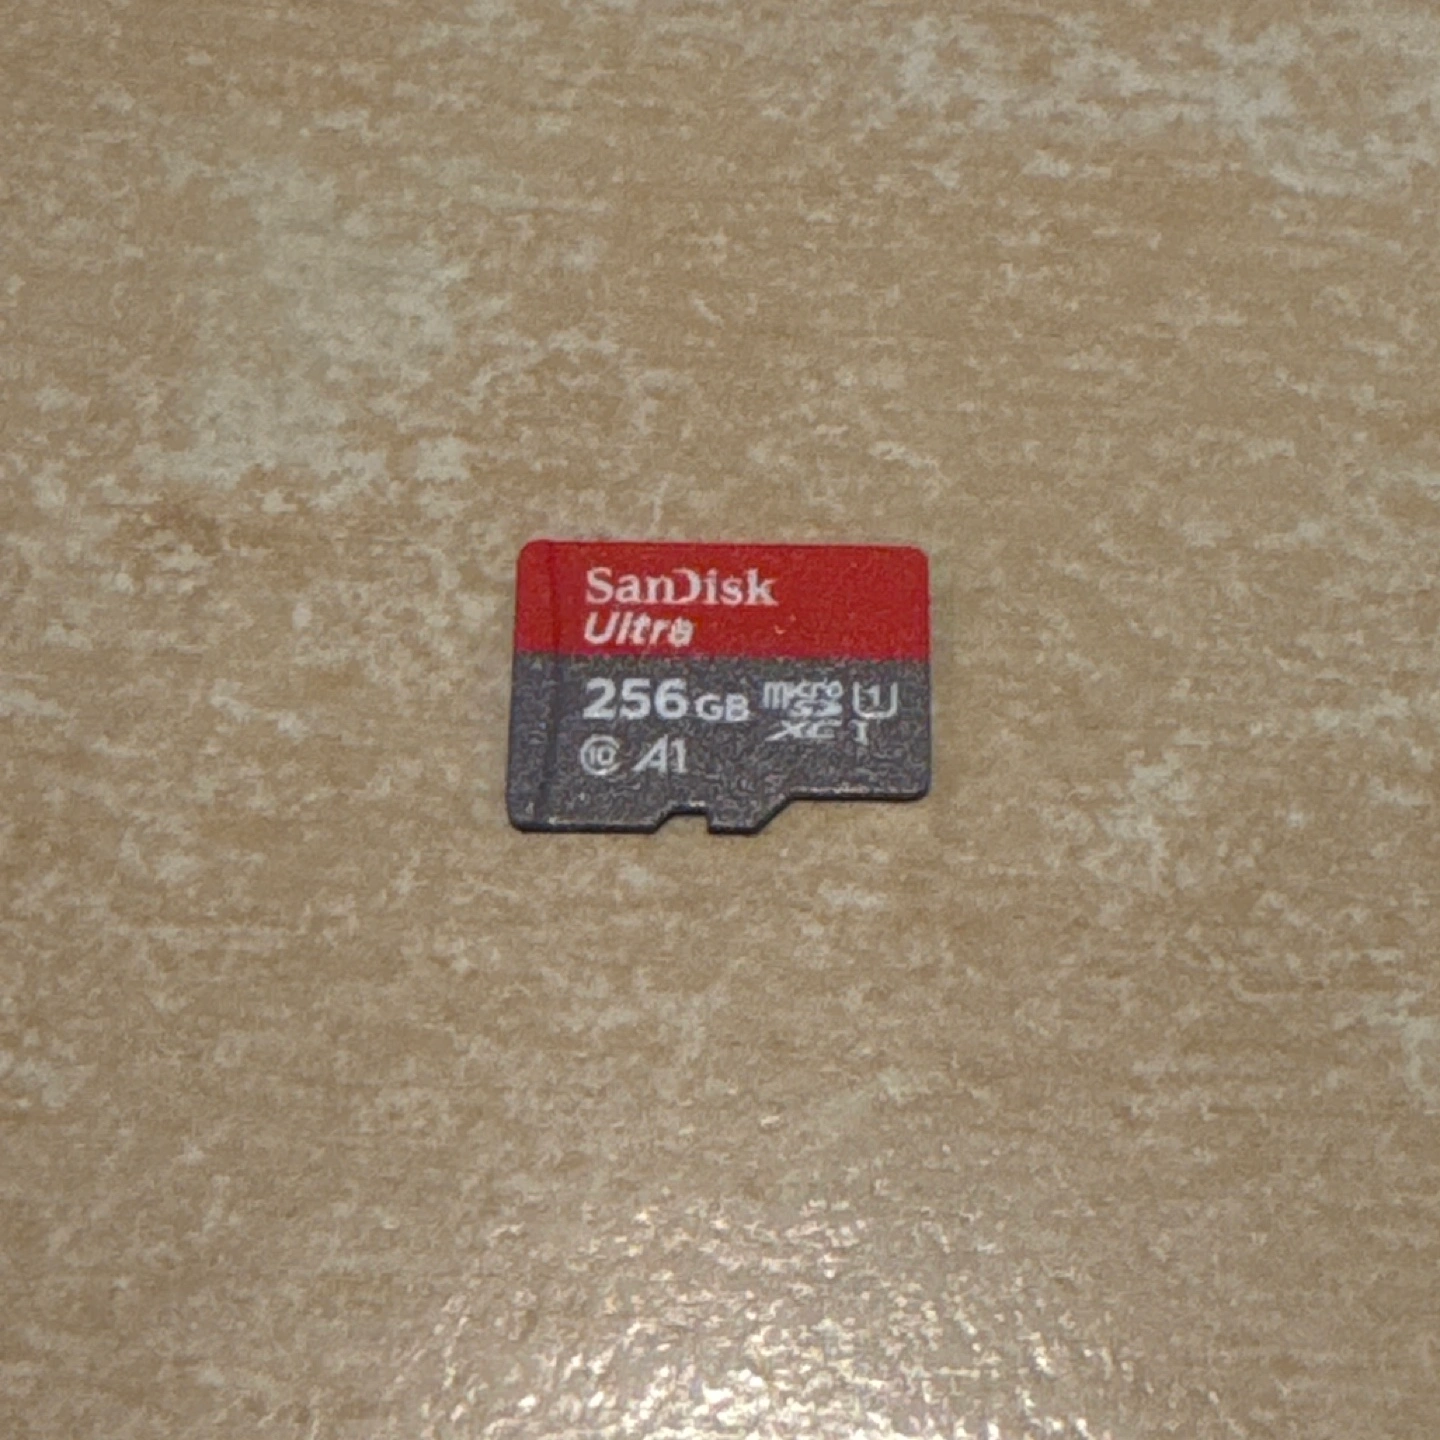 SanDisk
Ultra
256GB micro SD XC U1 I
10 A1